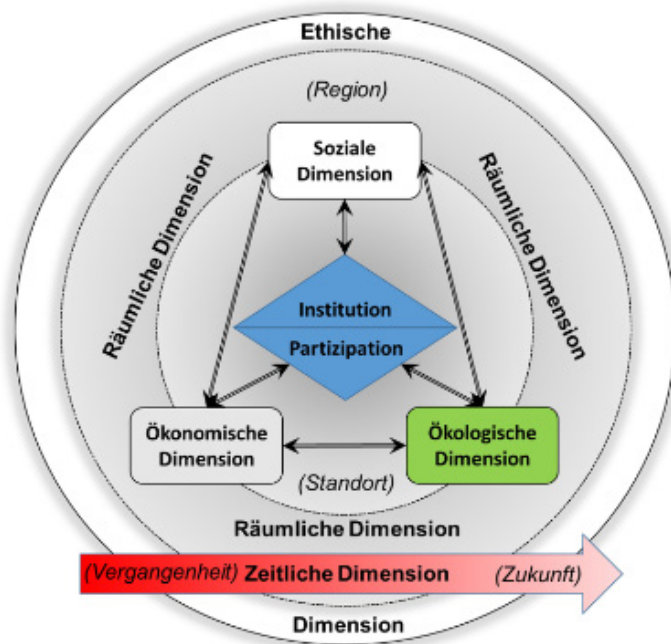 Ethische
(Region)
Soziale
Dimension
Räumliche Dimension
Räumliche Dimension
Institution
Partizipation
Ökonomische
Dimension
Ökologische
Dimension
(Standort)
Räumliche Dimension
(Vergangenheit) Zeitliche Dimension (Zukunft)
Dimension